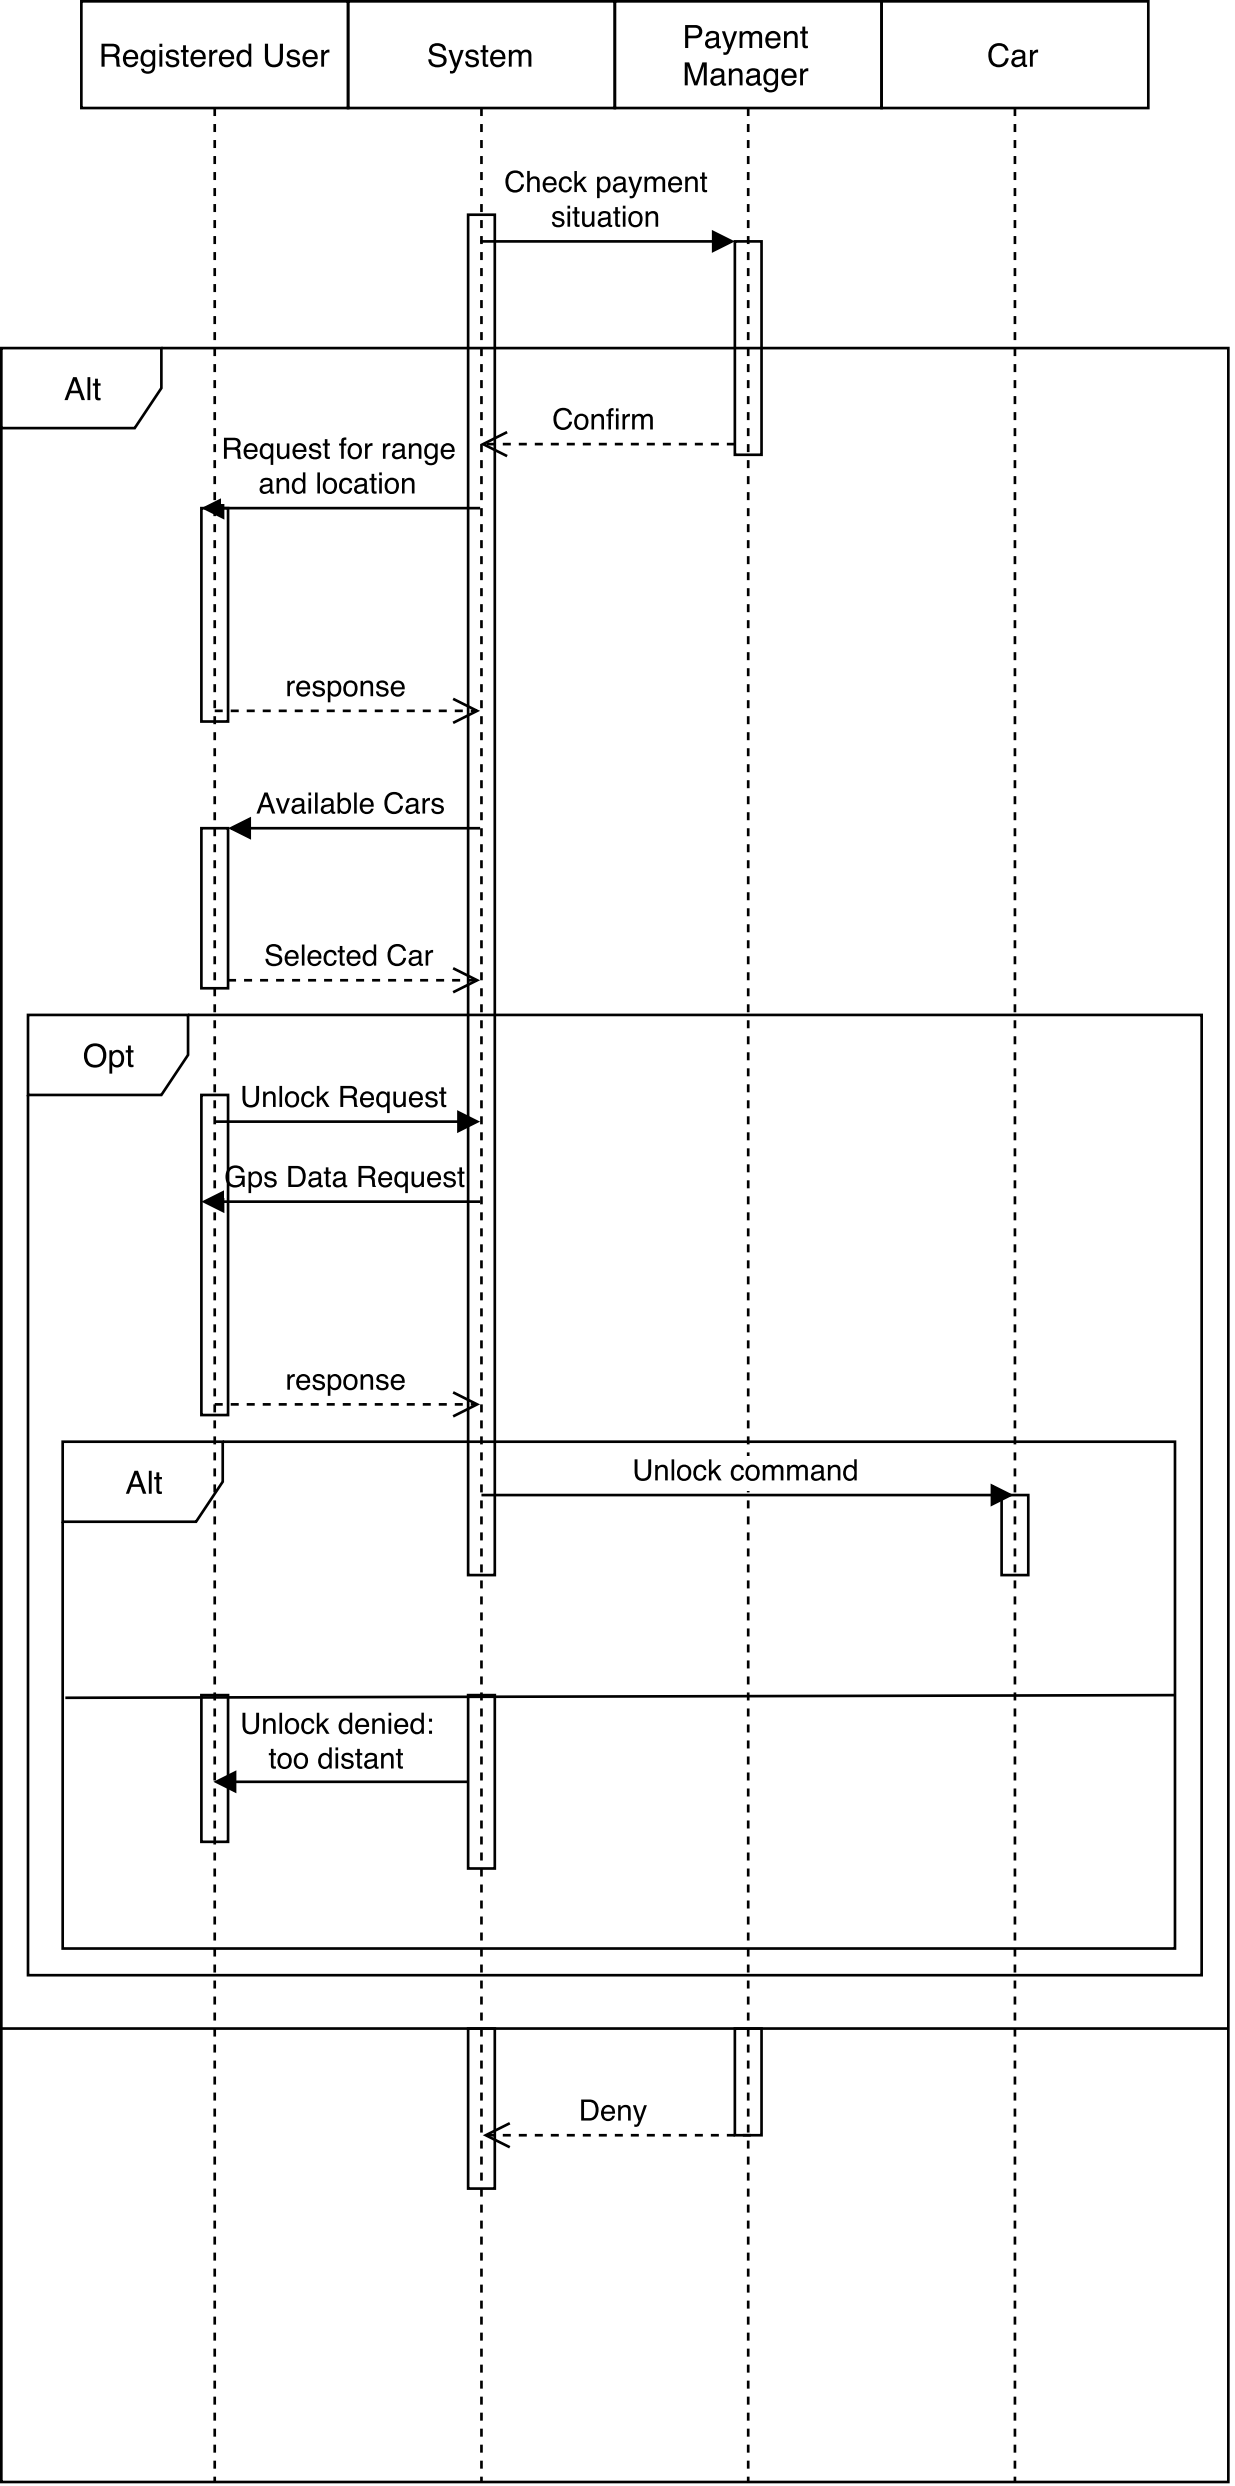 Registered User
System
Payment
Manager
Car
Check payment
situation
Alt
Confirm
Request for range
and location
response
Available Cars
Selected Car
Opt
Unlock Request
Gps Data Request
response
Alt
Unlock command
Unlock denied:
too distant
Deny